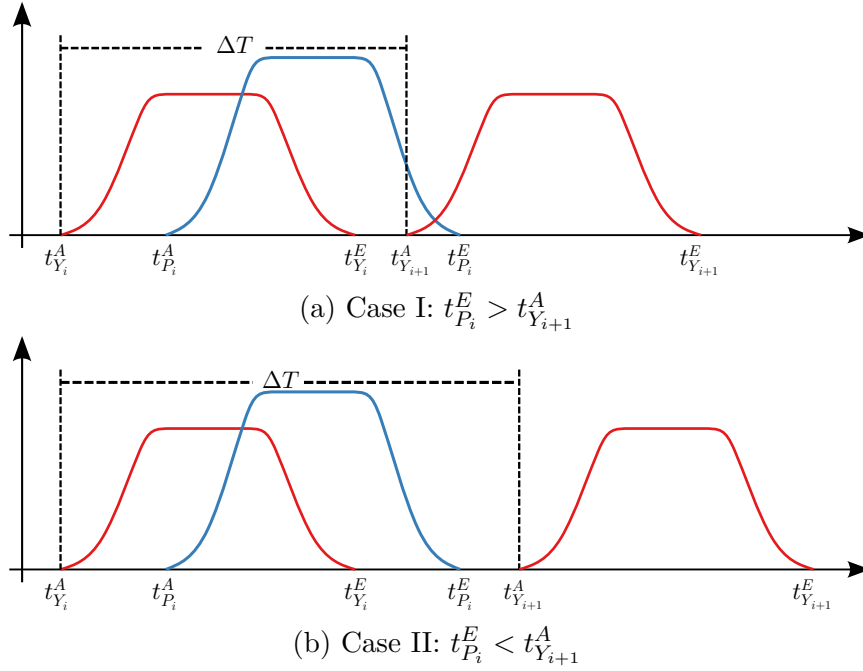 ΔT
t^A_{Y_i} t^A_{P_i} t^E_{Y_i} t^A_{Y_{i+1}} t^E_{P_i} t^E_{Y_{i+1}}
(a) Case I: t^E_{P_i} > t^A_{Y_{i+1}}
ΔT
t^A_{Y_i} t^A_{P_i} t^E_{Y_i} t^E_{P_i} t^A_{Y_{i+1}} t^E_{Y_{i+1}}
(b) Case II: t^E_{P_i} < t^A_{Y_{i+1}}